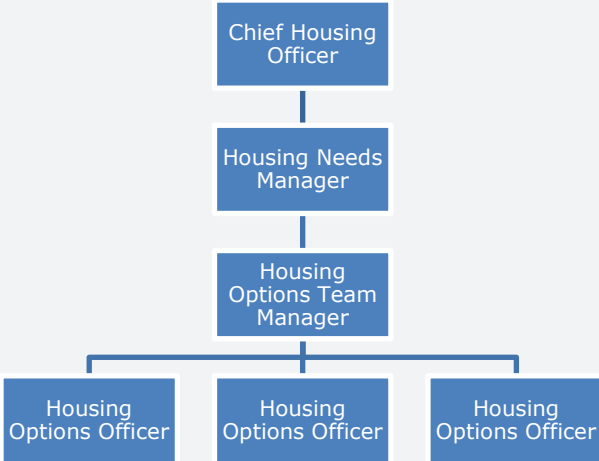 Chief Housing
Officer
Housing Needs
Manager
Housing
Options Team
Manager
Housing
Options Officer
Housing
Options Officer
Housing
Options Officer